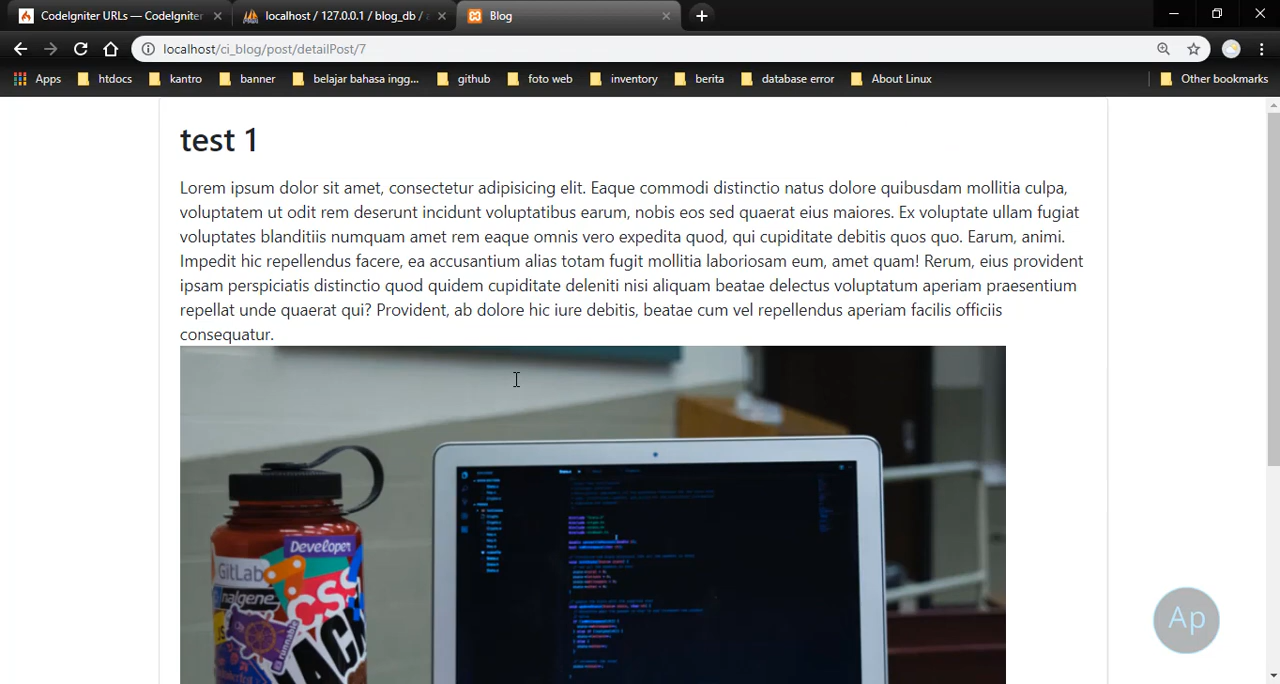 CodeIgniter URLs — CodeIgniter
localhost / 127.0.0.1 / blog_db /
Blog
localhost/ci_blog/post/detailPost/7
Apps
htdocs
kantro
banner
belajar bahasa ingg...
github
foto web
inventory
berita
database error
About Linux
Other bookmarks
test 1
Lorem ipsum dolor sit amet, consectetur adipisicing elit. Eaque commodi distinctio natus dolore quibusdam mollitia culpa,
voluptatem ut odit rem deserunt incidunt voluptatibus earum, nobis eos sed quaerat eius maiores. Ex voluptate ullam fugiat
voluptates blanditiis numquam amet rem eaque omnis vero expedita quod, qui cupiditate debitis quos quo. Earum, animi.
Impedit hic repellendus facere, ea accusantium alias totam fugit mollitia laboriosam eum, amet quam! Rerum, eius provident
ipsam perspiciatis distinctio quod quidem cupiditate deleniti nisi aliquam beatae delectus voluptatum aperiam praesentium
repellat unde quaerat qui? Provident, ab dolore hic iure debitis, beatae cum vel repellendus aperiam facilis officiis
consequatur.
Developer
GitLab
nalgene
CSS
HACK
Ap